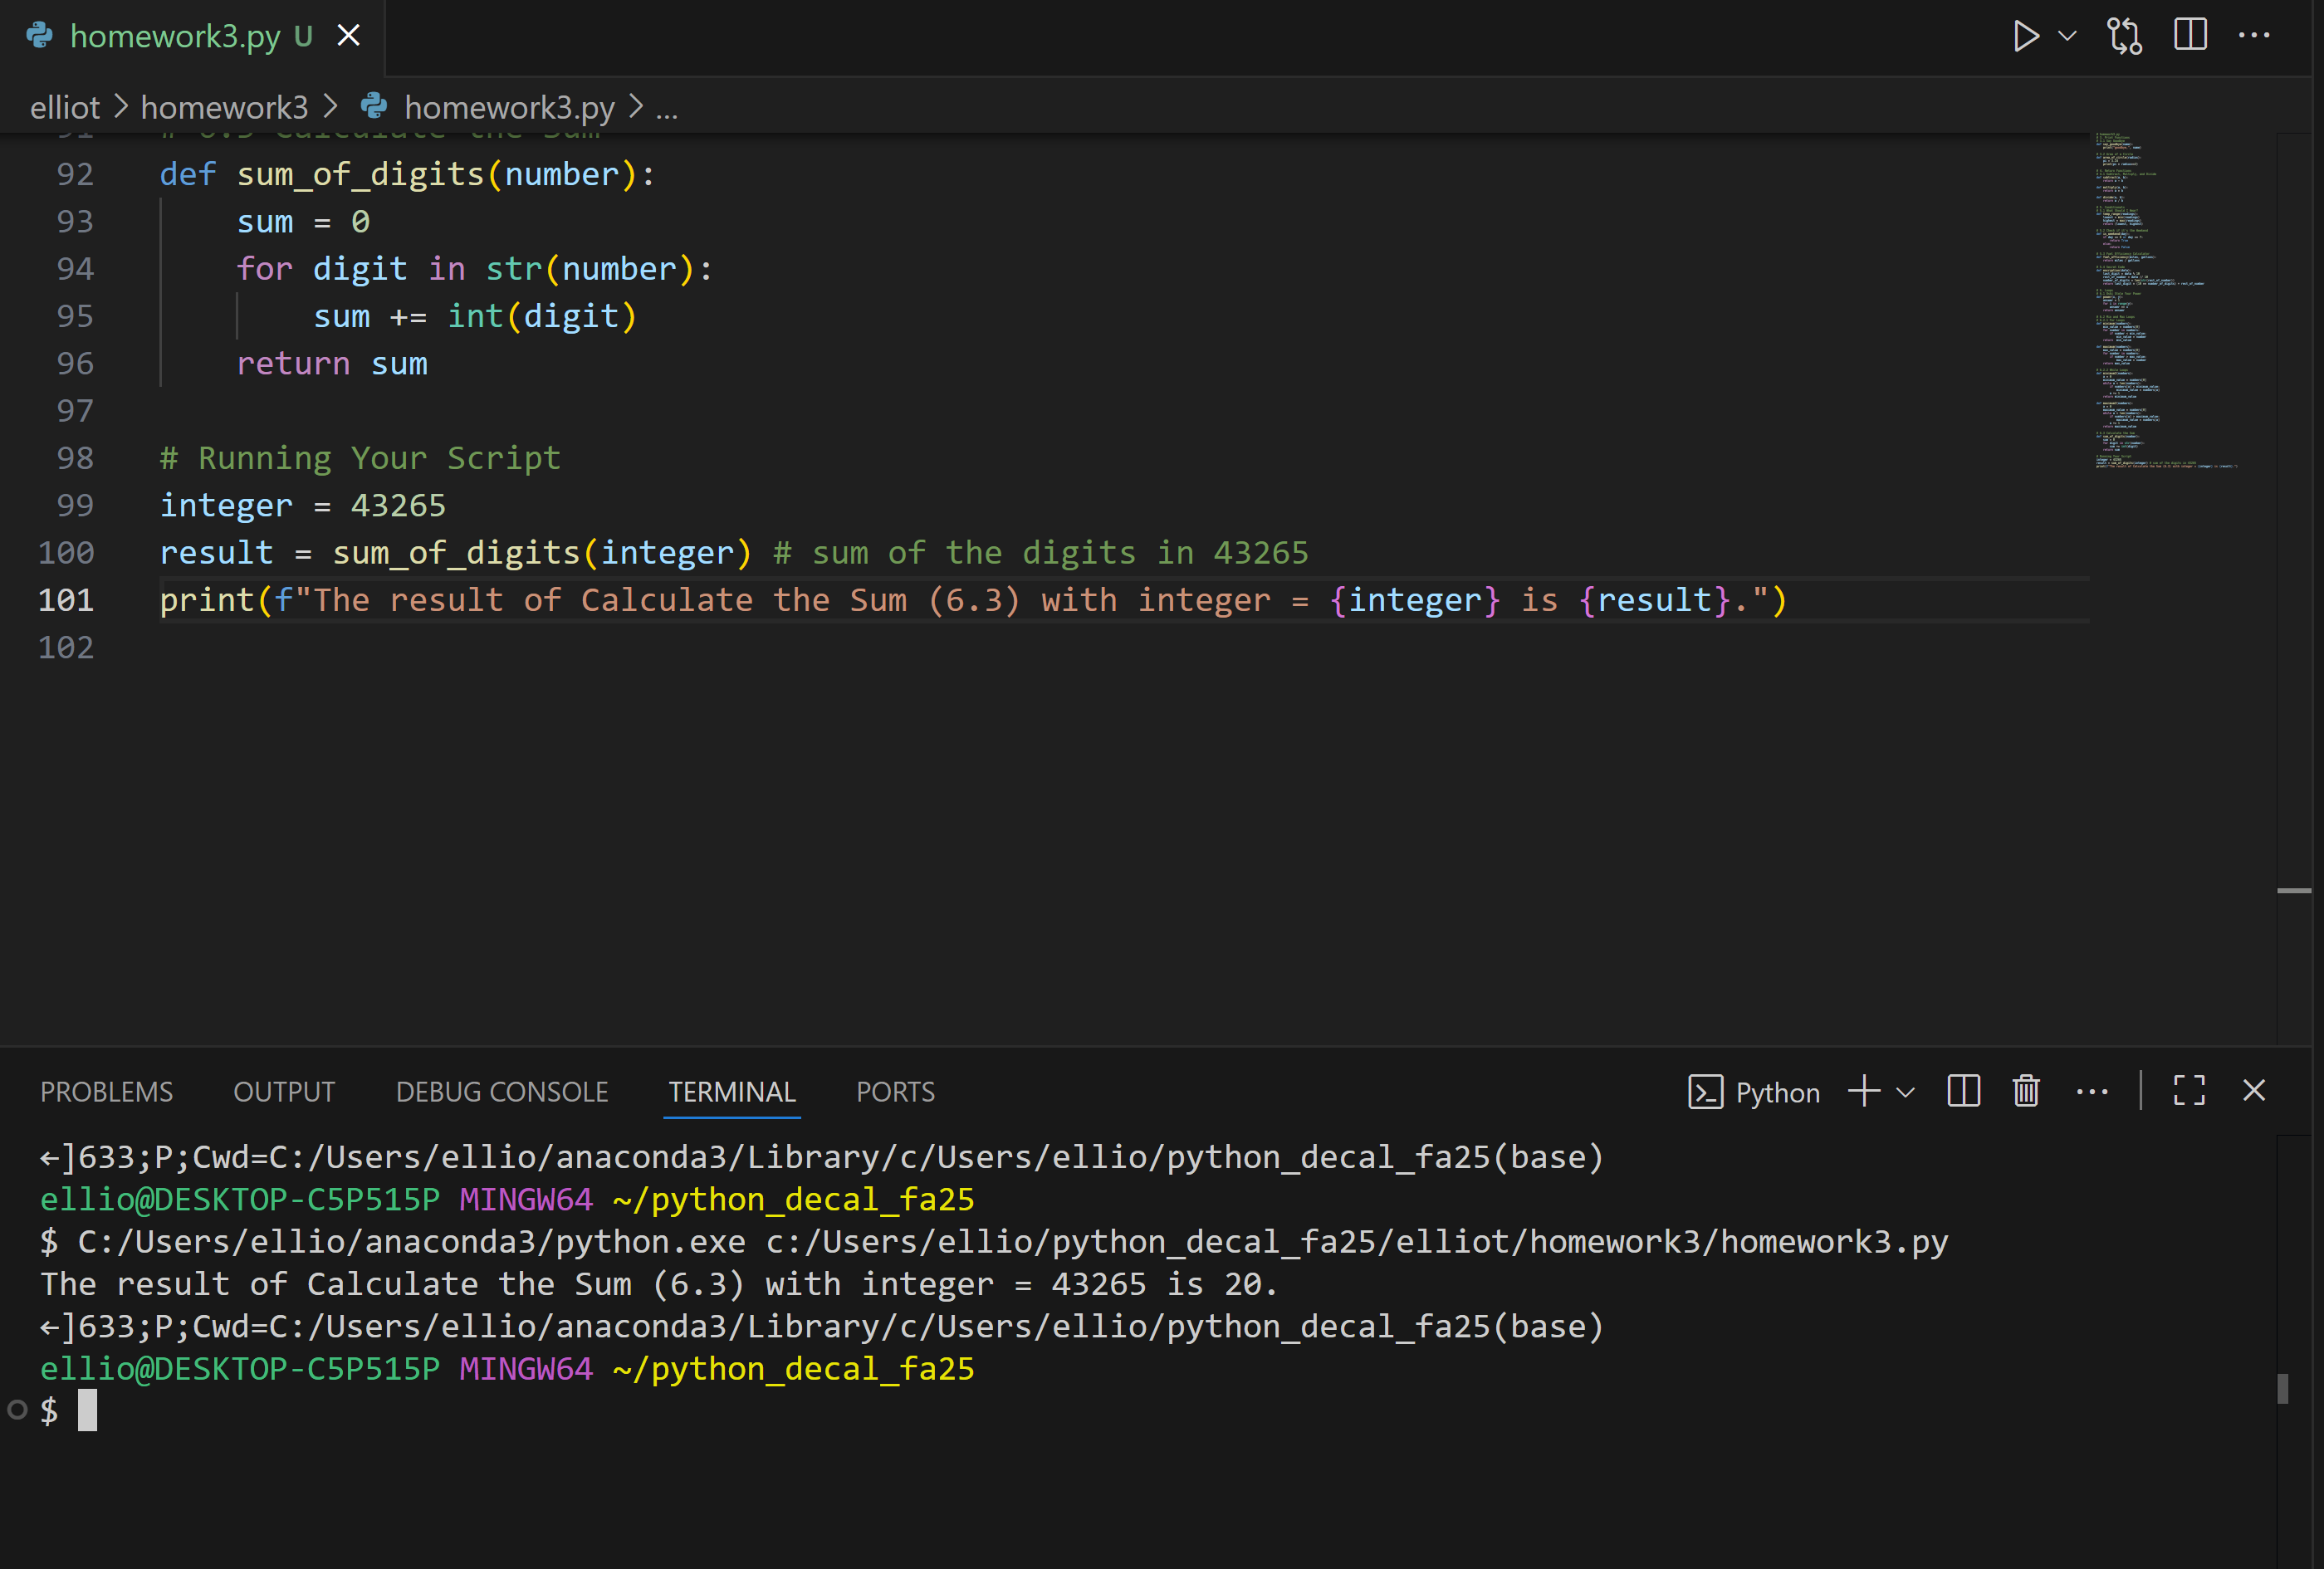 homework3.py U
elliot > homework3 > homework3.py > ...
91 # 6.3 Calculate the Sum
92 def sum_of_digits(number):
93     sum = 0
94     for digit in str(number):
95         sum += int(digit)
96     return sum
97
98 # Running Your Script
99 integer = 43265
100 result = sum_of_digits(integer) # sum of the digits in 43265
101 print(f"The result of Calculate the Sum (6.3) with integer = {integer} is {result}.")
102
PROBLEMS OUTPUT DEBUG CONSOLE TERMINAL PORTS Python
←]633;P;Cwd=C:/Users/ellio/anaconda3/Library/c/Users/ellio/python_decal_fa25(base)
ellio@DESKTOP-C5P515P MINGW64 ~/python_decal_fa25
$ C:/Users/ellio/anaconda3/python.exe c:/Users/ellio/python_decal_fa25/elliot/homework3/homework3.py
The result of Calculate the Sum (6.3) with integer = 43265 is 20.
←]633;P;Cwd=C:/Users/ellio/anaconda3/Library/c/Users/ellio/python_decal_fa25(base)
ellio@DESKTOP-C5P515P MINGW64 ~/python_decal_fa25
$